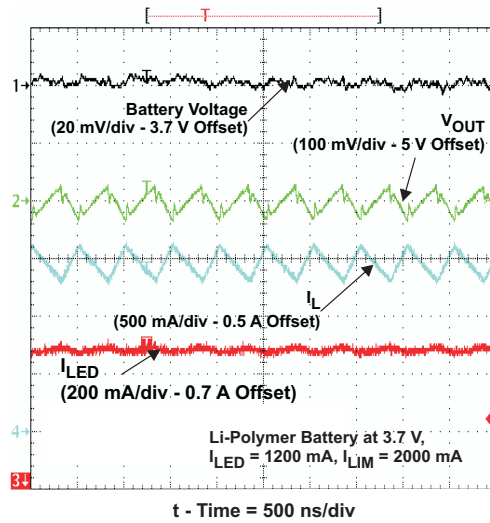 T
1
T
Battery Voltage
(20 mV/div - 3.7 V Offset)
VOUT
(100 mV/div - 5 V Offset)
2
T
IL
(500 mA/div - 0.5 A Offset)
T
ILED
(200 mA/div - 0.7 A Offset)
4
Li-Polymer Battery at 3.7 V,
ILED = 1200 mA, ILIM = 2000 mA
3
t - Time = 500 ns/div